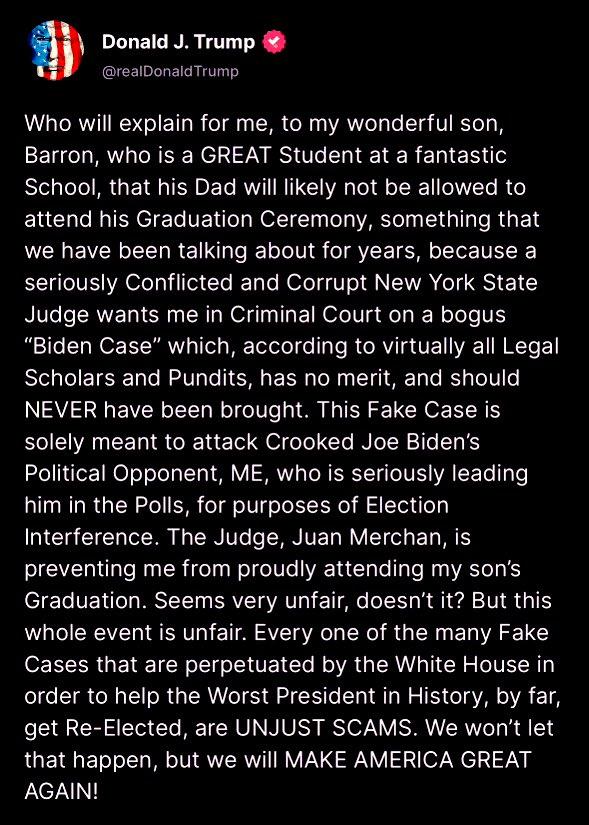 Donald J. Trump
@realDonaldTrump
Who will explain for me, to my wonderful son,
Barron, who is a GREAT Student at a fantastic
School, that his Dad will likely not be allowed to
attend his Graduation Ceremony, something that
we have been talking about for years, because a
seriously Conflicted and Corrupt New York State
Judge wants me in Criminal Court on a bogus
“Biden Case” which, according to virtually all Legal
Scholars and Pundits, has no merit, and should
NEVER have been brought. This Fake Case is
solely meant to attack Crooked Joe Biden’s
Political Opponent, ME, who is seriously leading
him in the Polls, for purposes of Election
Interference. The Judge, Juan Merchan, is
preventing me from proudly attending my son’s
Graduation. Seems very unfair, doesn’t it? But this
whole event is unfair. Every one of the many Fake
Cases that are perpetuated by the White House in
order to help the Worst President in History, by far,
get Re-Elected, are UNJUST SCAMS. We won’t let
that happen, but we will MAKE AMERICA GREAT
AGAIN!